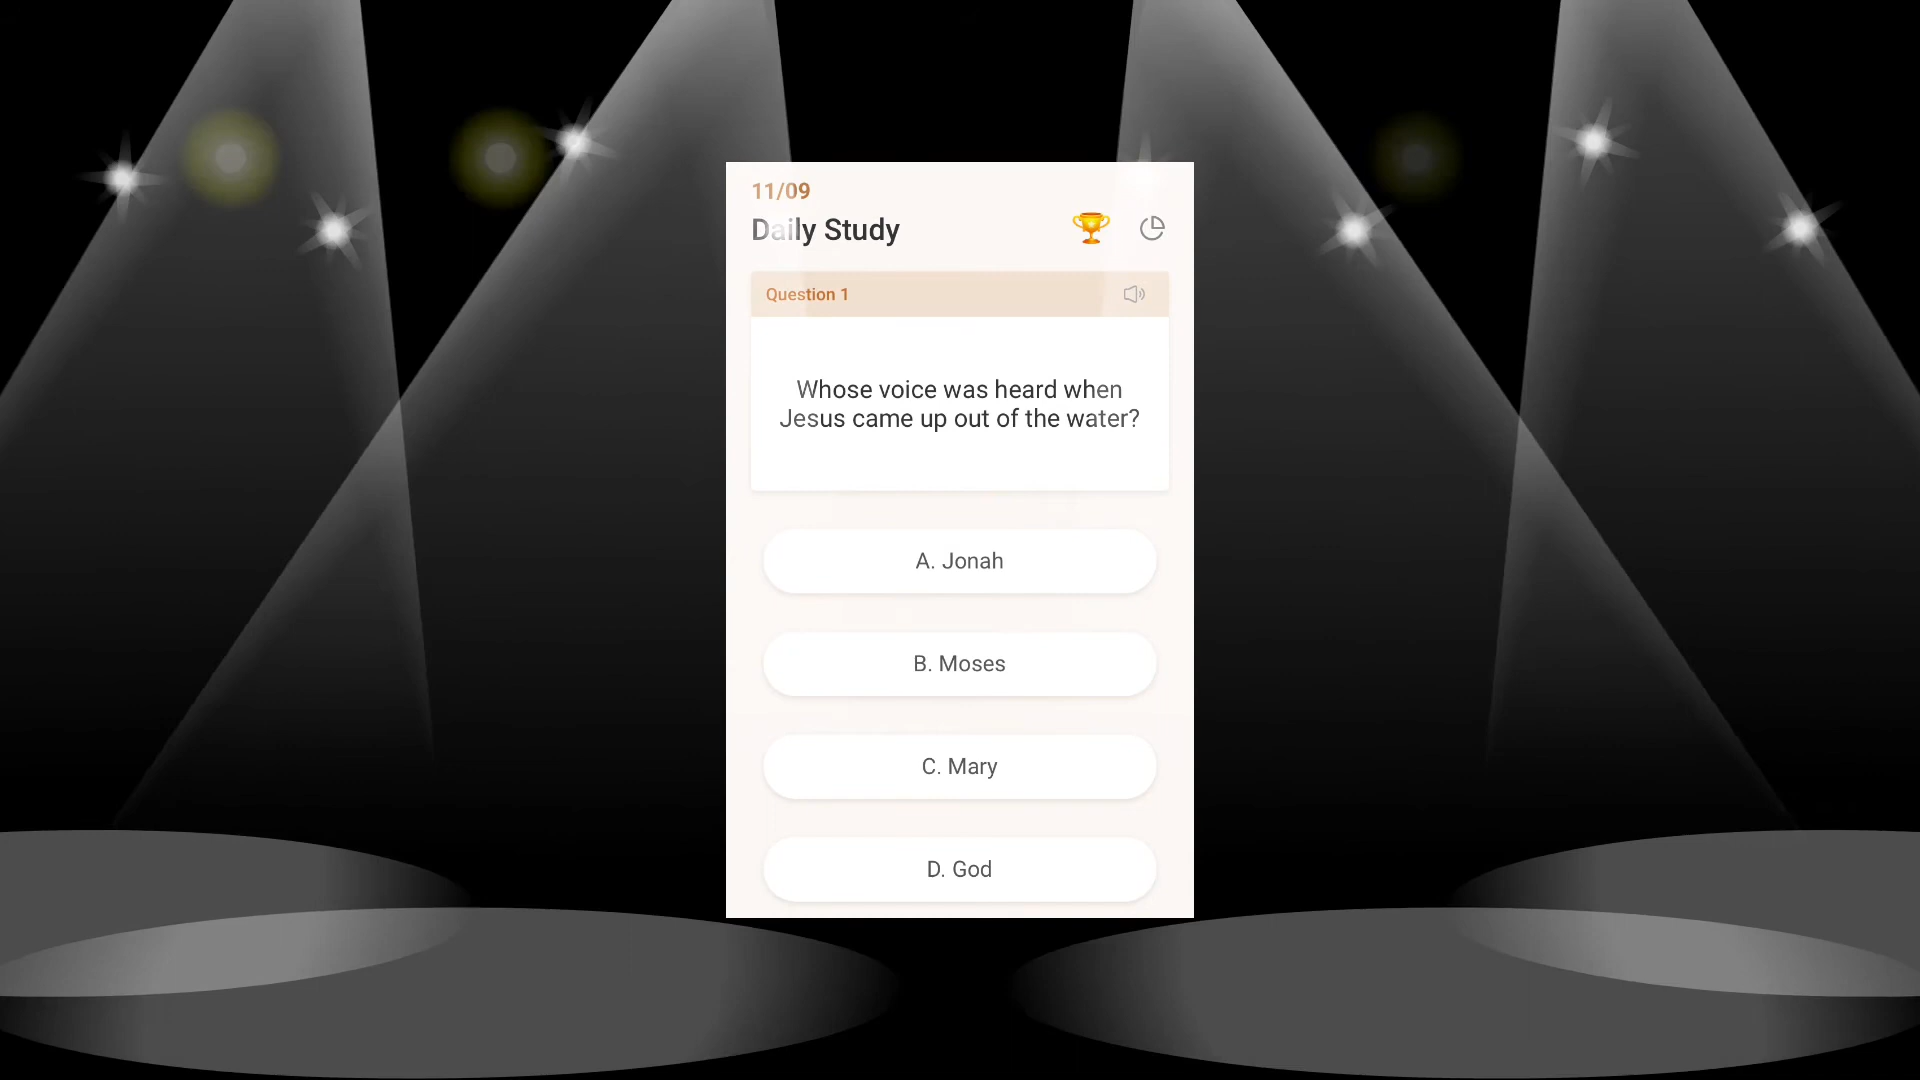 11/09
Daily Study
Question 1
Whose voice was heard when
Jesus came up out of the water?
A. Jonah
B. Moses
C. Mary
D. God